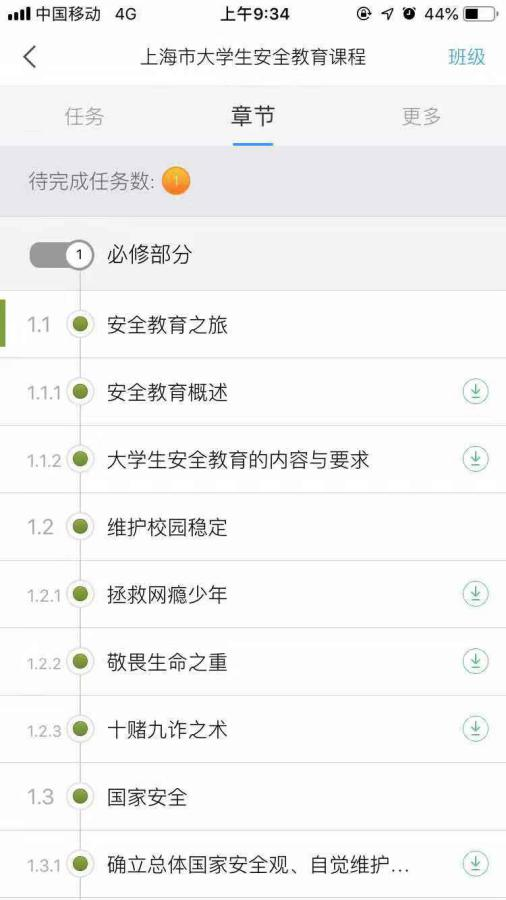 中国移动 4G 上午9:34 44%
上海市大学生安全教育课程 班级
任务 章节 更多
待完成任务数: 1
1 必修部分
1.1 安全教育之旅
1.1.1 安全教育概述
1.1.2 大学生安全教育的内容与要求
1.2 维护校园稳定
1.2.1 拯救网瘾少年
1.2.2 敬畏生命之重
1.2.3 十赌九诈之术
1.3 国家安全
1.3.1 确立总体国家安全观、自觉维护...